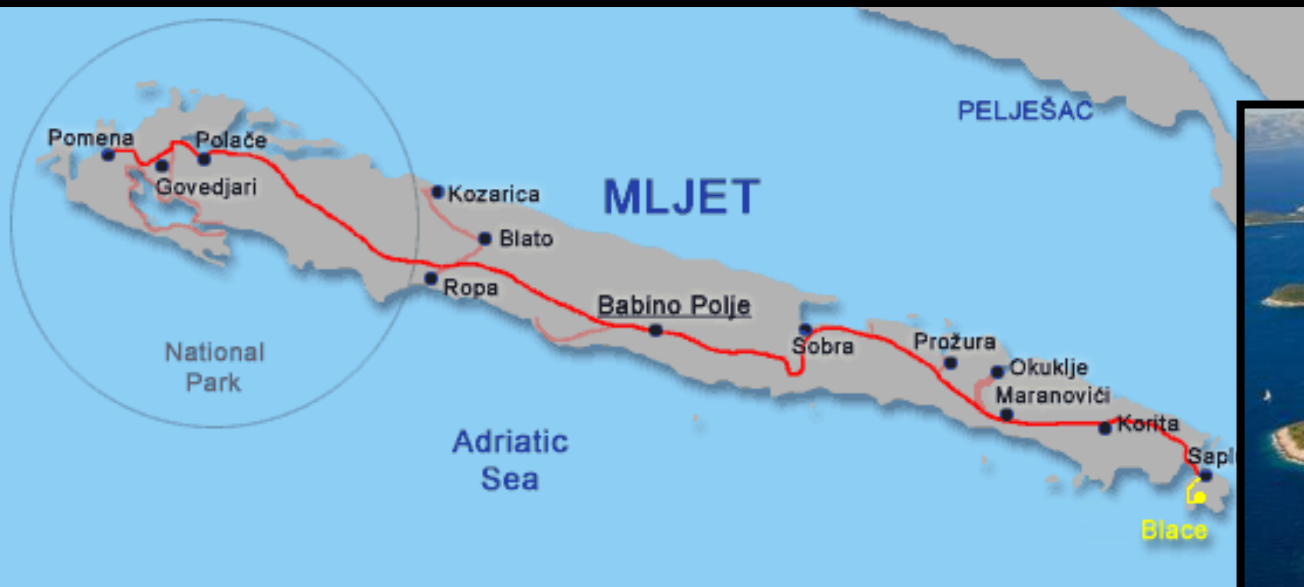 PELJEŠAC
Pomena
Polače
Govedjari
Kozarica
MLJET
Blato
Ropa
Babino Polje
Sobra
Prožura
Okuklje
Maranovići
Korita
National
Park
Adriatic
Sea
Sapl
Blace